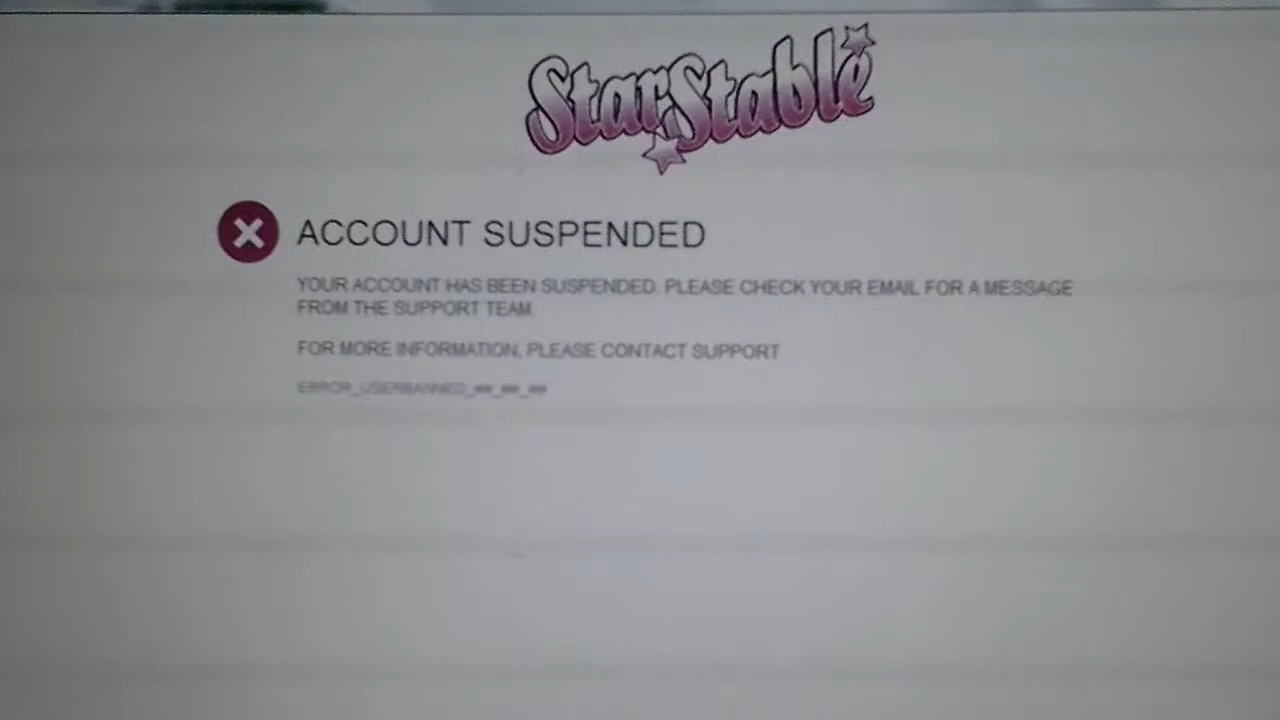 StarStable
ACCOUNT SUSPENDED
YOUR ACCOUNT HAS BEEN SUSPENDED. PLEASE CHECK YOUR EMAIL FOR A MESSAGE
FROM THE SUPPORT TEAM.
FOR MORE INFORMATION, PLEASE CONTACT SUPPORT
ERROR_USERBANNED_##_##_##